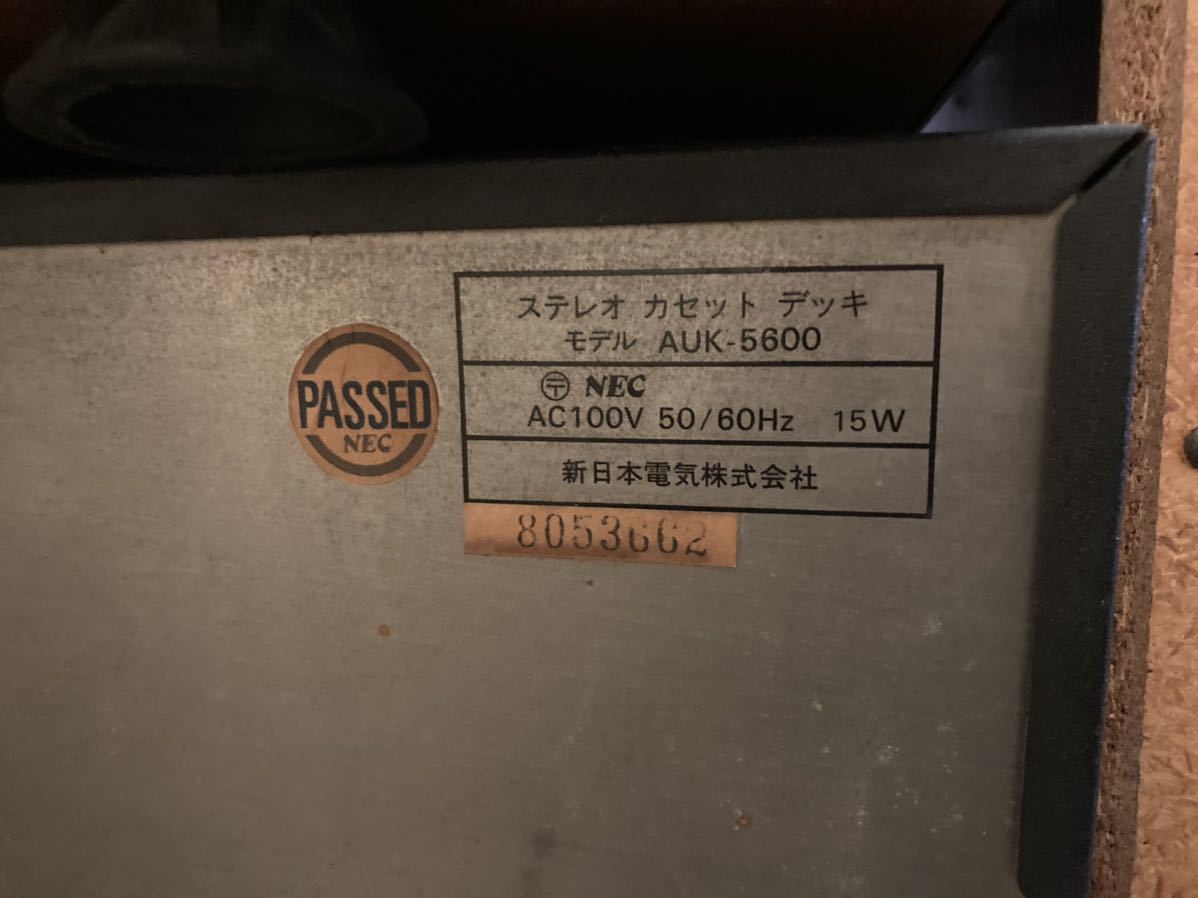 PASSED
NEC
ステレオ カセット デッキ
モデル AUK-5600
〶 NEC
AC100V 50/60Hz 15W
新日本電気株式会社
8053662